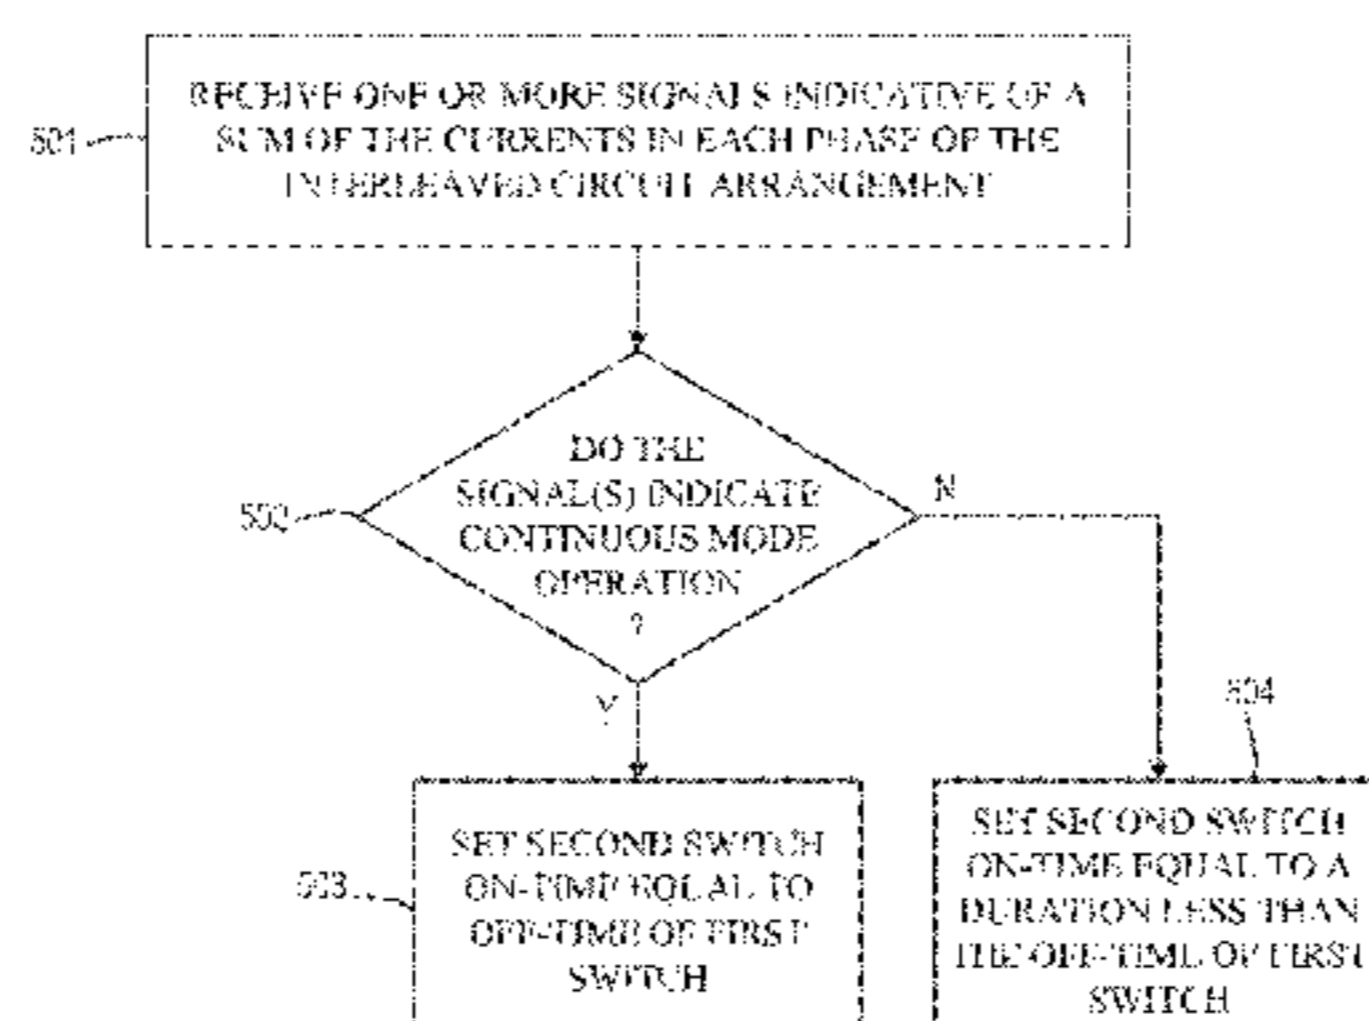 RECEIVE ONE OR MORE SIGNALS INDICATIVE OF A
501
SUM OF THE CURRENTS IN EACH PHASE OF THE
INTERLEAVED CIRCUIT ARRANGEMENT
DO THE
N
502
SIGNAL(S) INDICATE
CONTINUOUS MODE
OPERATION
?
Y
504
SET SECOND SWITCH
ON-TIME EQUAL TO
OFF-TIME OF FIRST
SWITCH
503
SET SECOND SWITCH
ON-TIME EQUAL TO A
DURATION LESS THAN
THE OFF-TIME OF FIRST
SWITCH